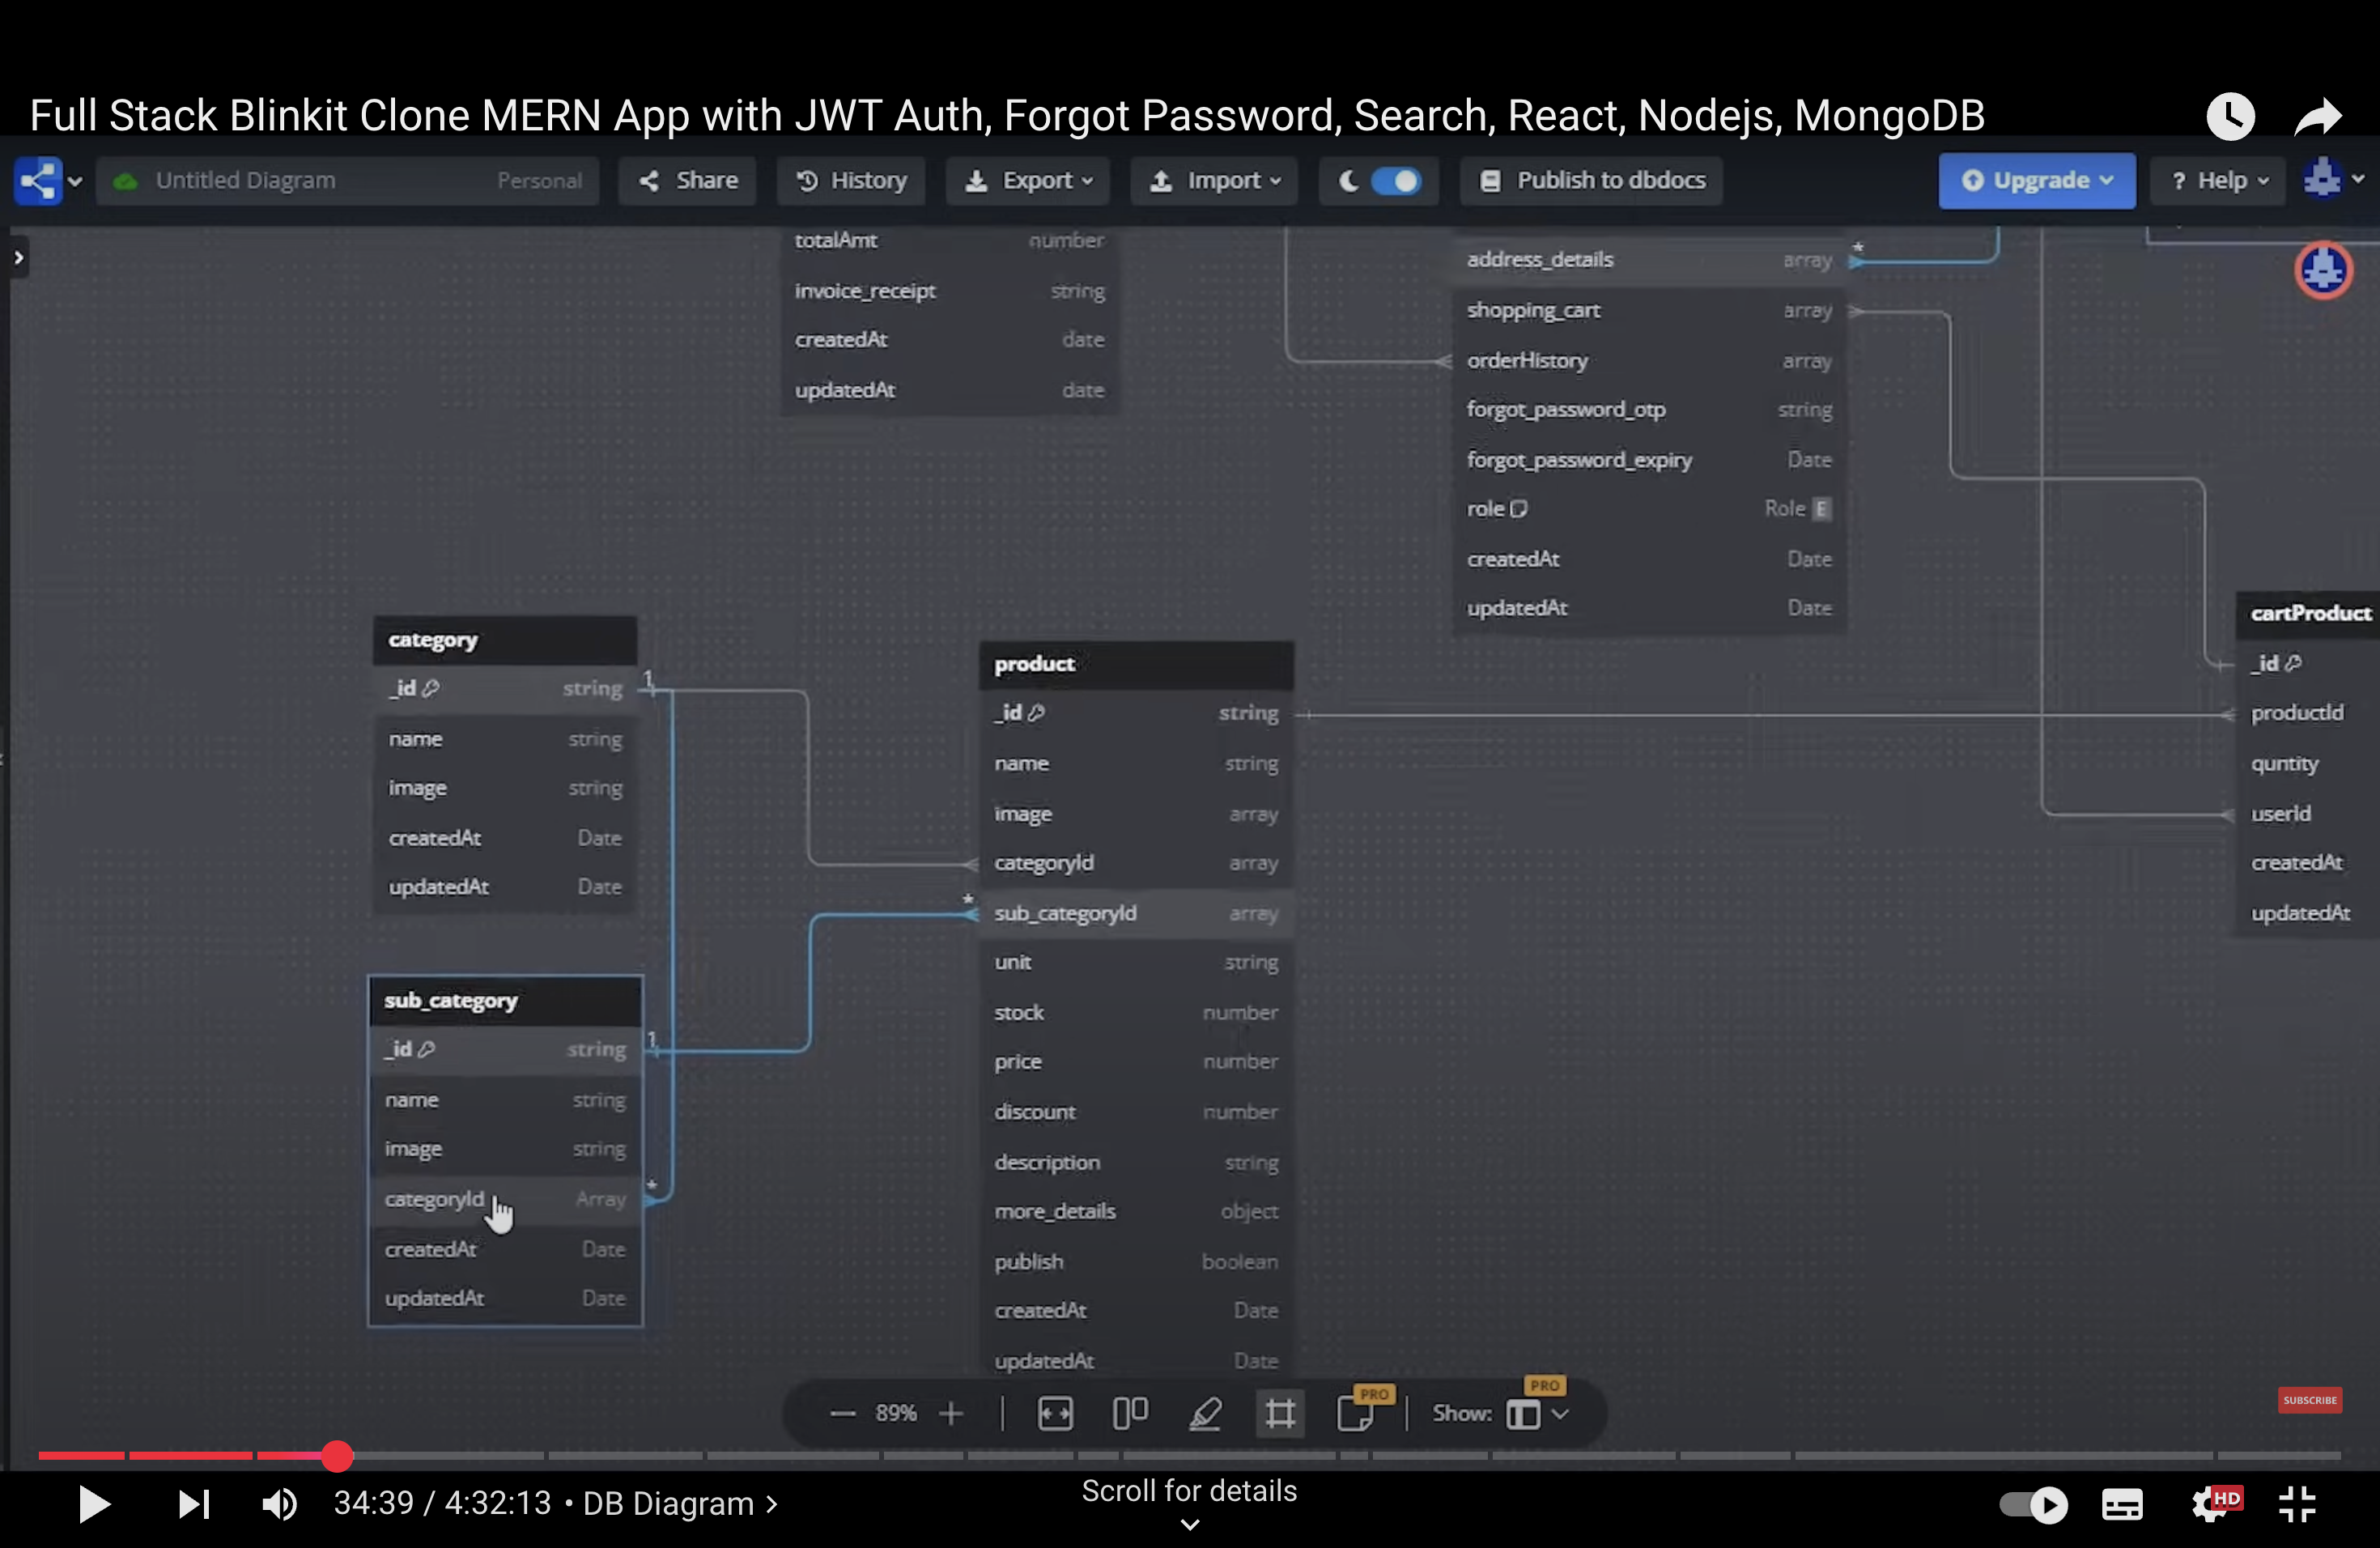 Full Stack Blinkit Clone MERN App with JWT Auth, Forgot Password, Search, React, Nodejs, MongoDB
Untitled Diagram Personal Share History Export Import Publish to dbdocs Upgrade ? Help
totalAmt number
invoice_receipt string
createdAt date
updatedAt date
address_details array *
shopping_cart array
orderHistory array
forgot_password_otp string
forgot_password_expiry Date
role Role E
createdAt Date
updatedAt Date
category
_id string 1
name string
image string
createdAt Date
updatedAt Date
sub_category
_id string 1
name string
image string
categoryId Array *
createdAt Date
updatedAt Date
product
_id string
name string
image array
categoryId array
* sub_categoryId array
unit string
stock number
price number
discount number
description string
more_details object
publish boolean
createdAt Date
updatedAt Date
cartProduct
_id
productId
quntity
userId
createdAt
updatedAt
89% PRO Show: PRO
SUBSCRIBE
34:39 / 4:32:13 • DB Diagram
Scroll for details
HD